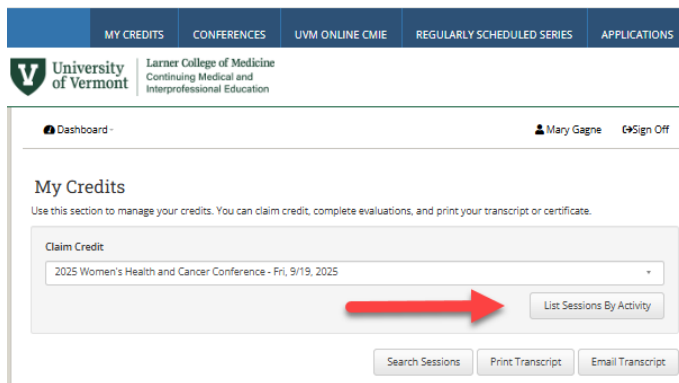 MY CREDITS CONFERENCES UVM ONLINE CMIE REGULARLY SCHEDULED SERIES APPLICATIONS
V University of Vermont
Larner College of Medicine
Continuing Medical and
Interprofessional Education
Dashboard - Mary Gagne Sign Off
My Credits
Use this section to manage your credits. You can claim credit, complete evaluations, and print your transcript or certificate.
Claim Credit
2025 Women's Health and Cancer Conference - Fri, 9/19, 2025
List Sessions By Activity
Search Sessions Print Transcript Email Transcript